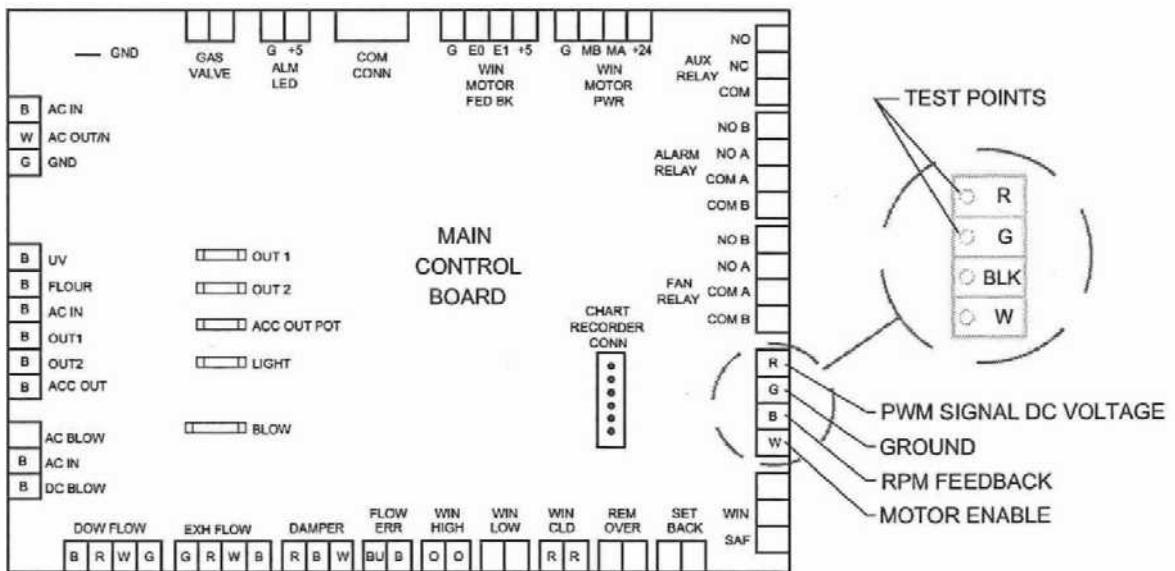 GND
GAS
VALVE
G +5
ALM
LED
COM
CONN
G E0 E1 +5
WIN
MOTOR
FED BK
G MB MA +24
WIN
MOTOR
PWR
NO
NC
COM
AUX
RELAY
NO B
NO A
COM A
COM B
ALARM
RELAY
NO B
NO A
COM A
COM B
FAN
RELAY
B AC IN
W AC OUT/N
G GND
B UV
B FLOUR
B AC IN
B OUT1
B OUT2
B ACC OUT
AC BLOW
B AC IN
B DC BLOW
OUT 1
OUT 2
ACC OUT POT
LIGHT
BLOW
MAIN
CONTROL
BOARD
CHART
RECORDER
CONN
R
G
B
W
TEST POINTS
R
G
BLK
W
PWM SIGNAL DC VOLTAGE
GROUND
RPM FEEDBACK
MOTOR ENABLE
WIN
SAF
DOW FLOW
B R W G
EXH FLOW
G R W B
DAMPER
R B W
FLOW
ERR
BU B
WIN
HIGH
O O
WIN
LOW
WIN
CLD
R R
REM
OVER
SET
BACK